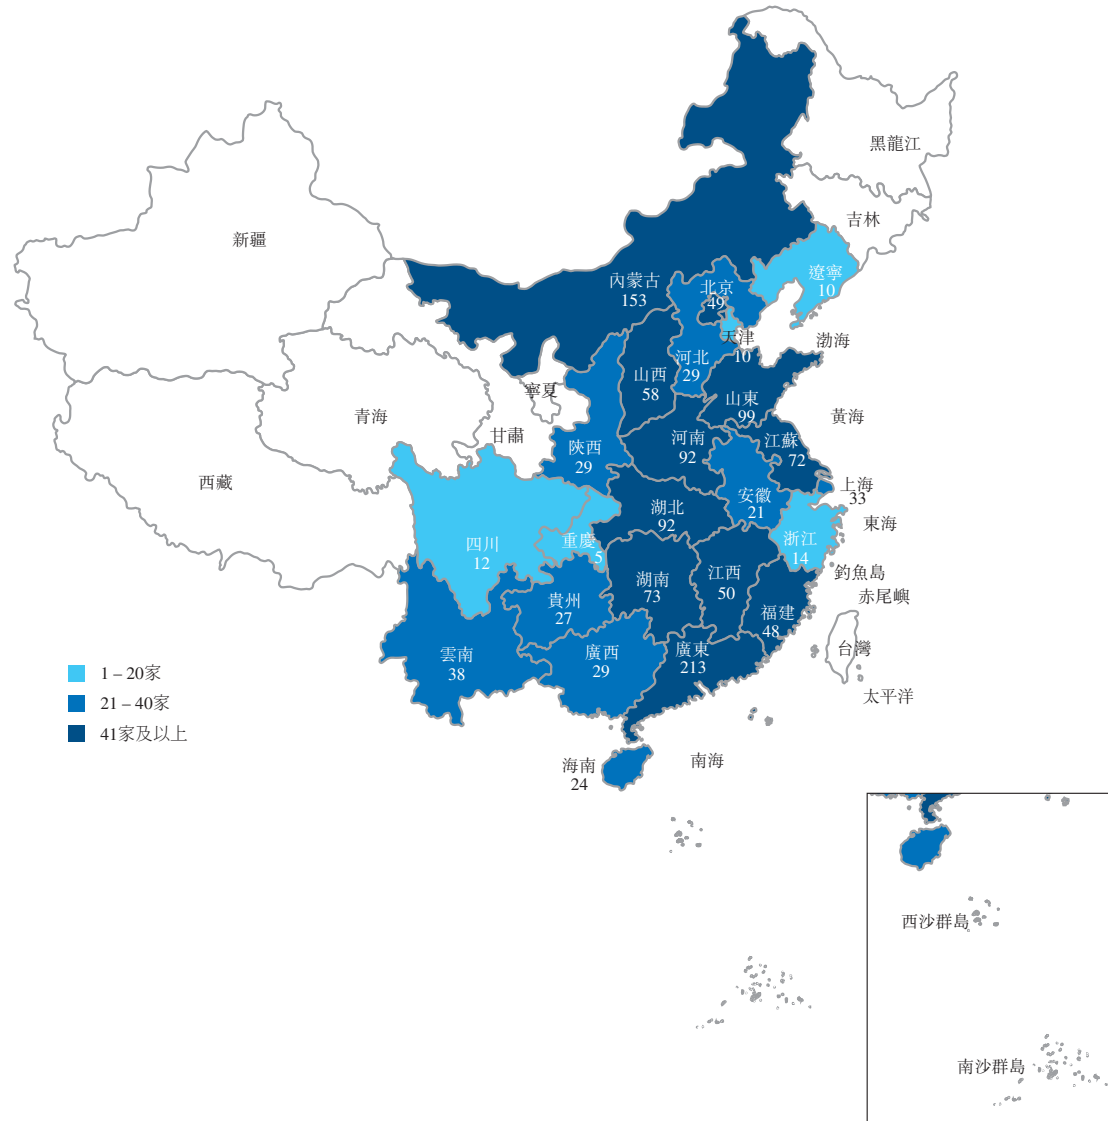 黑龍江
吉林
新疆
遼寧
10
內蒙古
153
北京
49
天津
10
渤海
河北
29
山西
58
寧夏
青海
山東
99
黃海
甘肅
陝西
29
河南
92
江蘇
72
西藏
上海
33
安徽
21
湖北
92
東海
四川
12
重慶
5
浙江
14
釣魚島
赤尾嶼
湖南
73
江西
50
貴州
27
福建
48
台灣
雲南
38
廣西
29
廣東
213
太平洋
1 – 20家
21 – 40家
41家及以上
海南
24
南海
西沙群島
南沙群島